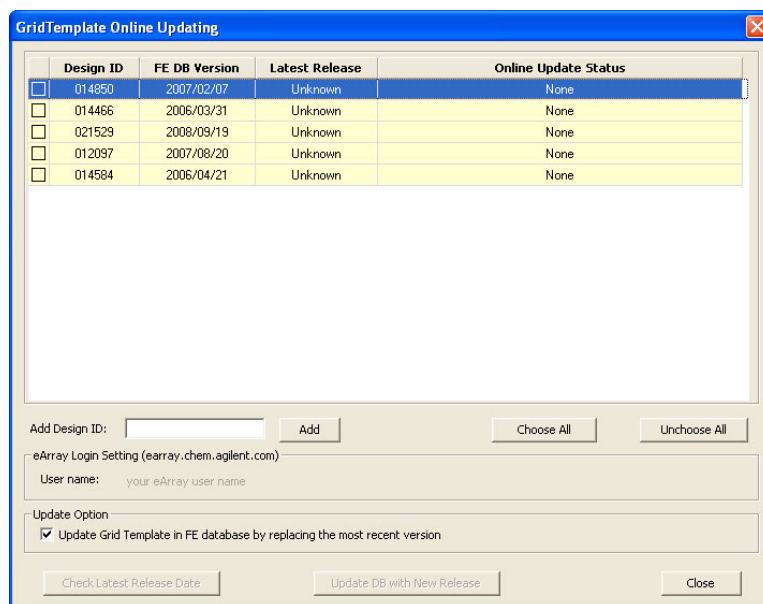 GridTemplate Online Updating
Design ID FE DB Version Latest Release Online Update Status
014850 2007/02/07 Unknown None
014466 2006/03/31 Unknown None
021529 2008/09/19 Unknown None
012097 2007/08/20 Unknown None
014584 2006/04/21 Unknown None
Add Design ID: Add Choose All Unchoose All
eArray Login Setting (earray.chem.agilent.com)
User name: your eArray user name
Update Option
Update Grid Template in FE database by replacing the most recent version
Check Latest Release Date Update DB with New Release Close